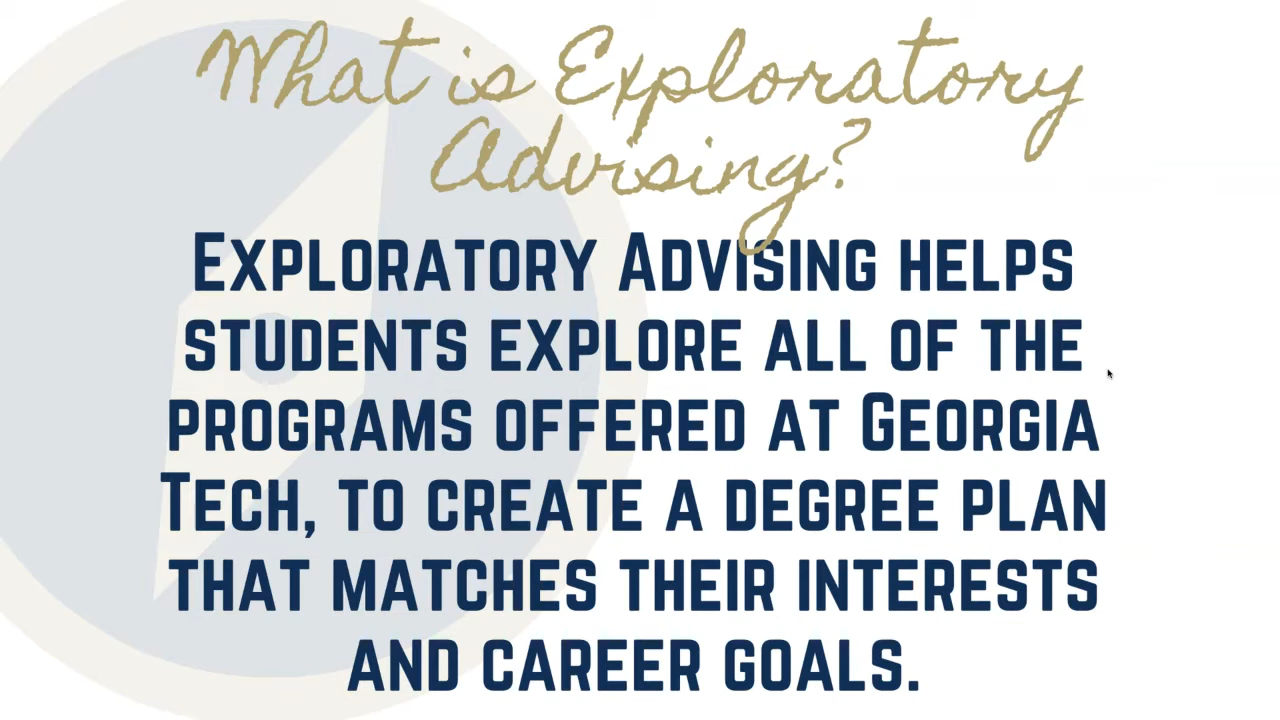 What is Exploratory
Advising?
Exploratory Advising helps
students explore all of the
programs offered at Georgia
Tech, to create a degree plan
that matches their interests
and career goals.